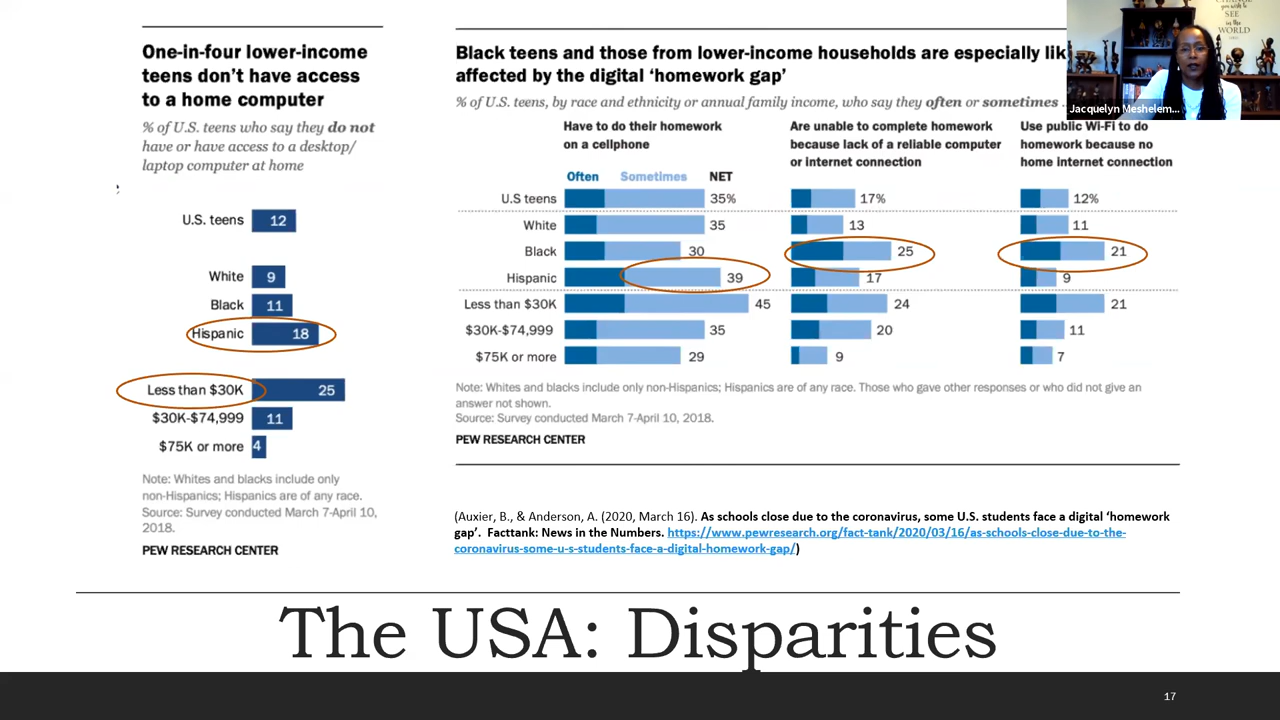 One-in-four lower-income
teens don't have access
to a home computer
% of U.S. teens who say they do not
have or have access to a desktop/
laptop computer at home
U.S. teens 12
White 9
Black 11
Hispanic 18
Less than $30K 25
$30K-$74,999 11
$75K or more 4
Note: Whites and blacks include only
non-Hispanics; Hispanics are of any race.
Source: Survey conducted March 7-April 10,
2018.
PEW RESEARCH CENTER
Black teens and those from lower-income households are especially
affected by the digital 'homework gap'
% of U.S. teens, by race and ethnicity or annual family income, who say they often or sometimes
Have to do their homework
on a cellphone
Are unable to complete homework
because lack of a reliable computer
or internet connection
Use public Wi-Fi to do
homework because no
home internet connection
Often Sometimes NET
U.S teens 35% 17% 12%
White 35 13 11
Black 30 25 21
Hispanic 39 17 9
Less than $30K 45 24 21
$30K-$74,999 35 20 11
$75K or more 29 9 7
Note: Whites and blacks include only non-Hispanics; Hispanics are of any race. Those who gave other responses or who did not give an
answer not shown.
Source: Survey conducted March 7-April 10, 2018.
PEW RESEARCH CENTER
(Auxier, B., & Anderson, A. (2020, March 16). As schools close due to the coronavirus, some U.S. students face a digital 'homework
gap'. Facttank: News in the Numbers. https://www.pewresearch.org/fact-tank/2020/03/16/as-schools-close-due-to-the-
coronavirus-some-u-s-students-face-a-digital-homework-gap/)
The USA: Disparities
17
CHANGE
you wish to
SEE
in the
WORLD
Jacquelyn Meshelem...